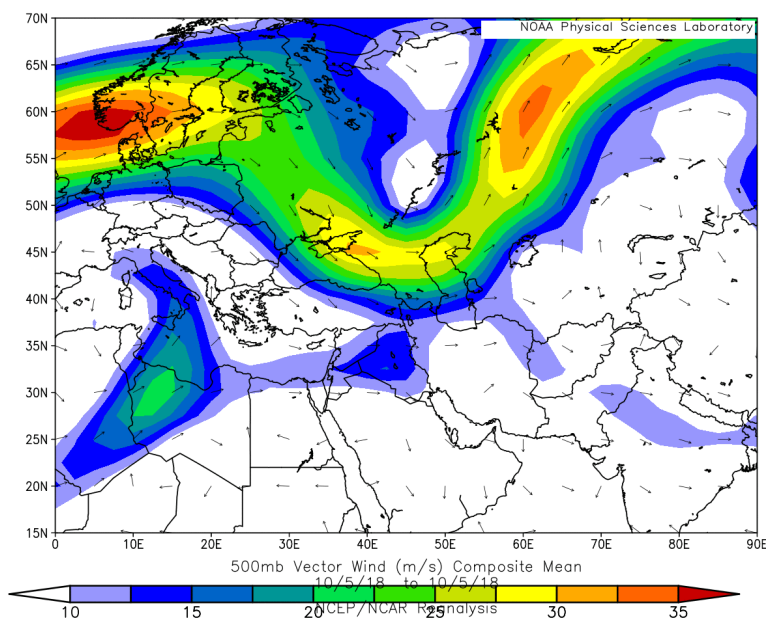 NOAA Physical Sciences Laboratory
70N
65N
60N
55N
50N
45N
40N
35N
30N
25N
20N
15N
0 10E 20E 30E 40E 50E 60E 70E 80E 90E
500mb Vector Wind (m/s) Composite Mean
10/5/18 to 10/5/18
10 15 20 25 30 35
NCEP/NCAR Reanalysis